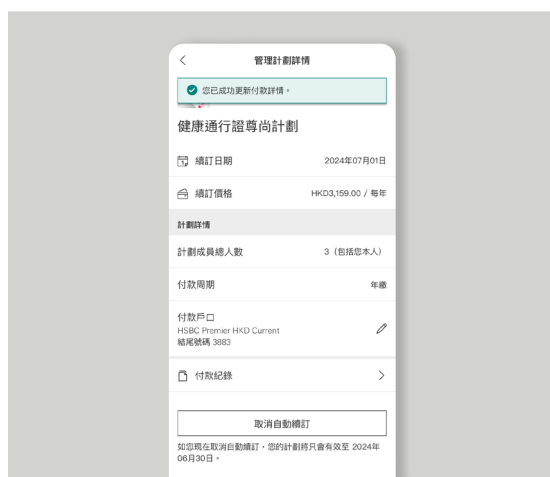 管理計劃詳情
您已成功更新付款詳情。
健康通行證尊尚計劃
續訂日期 2024年07月01日
續訂價格 HKD3,159.00 / 每年
計劃詳情
計劃成員總人數 3（包括您本人）
付款周期 年繳
付款戶口
HSBC Premier HKD Current
結尾號碼 3883
付款紀錄
取消自動續訂
如您現在取消自動續訂，您的計劃將只會有效至 2024年
06月30日。